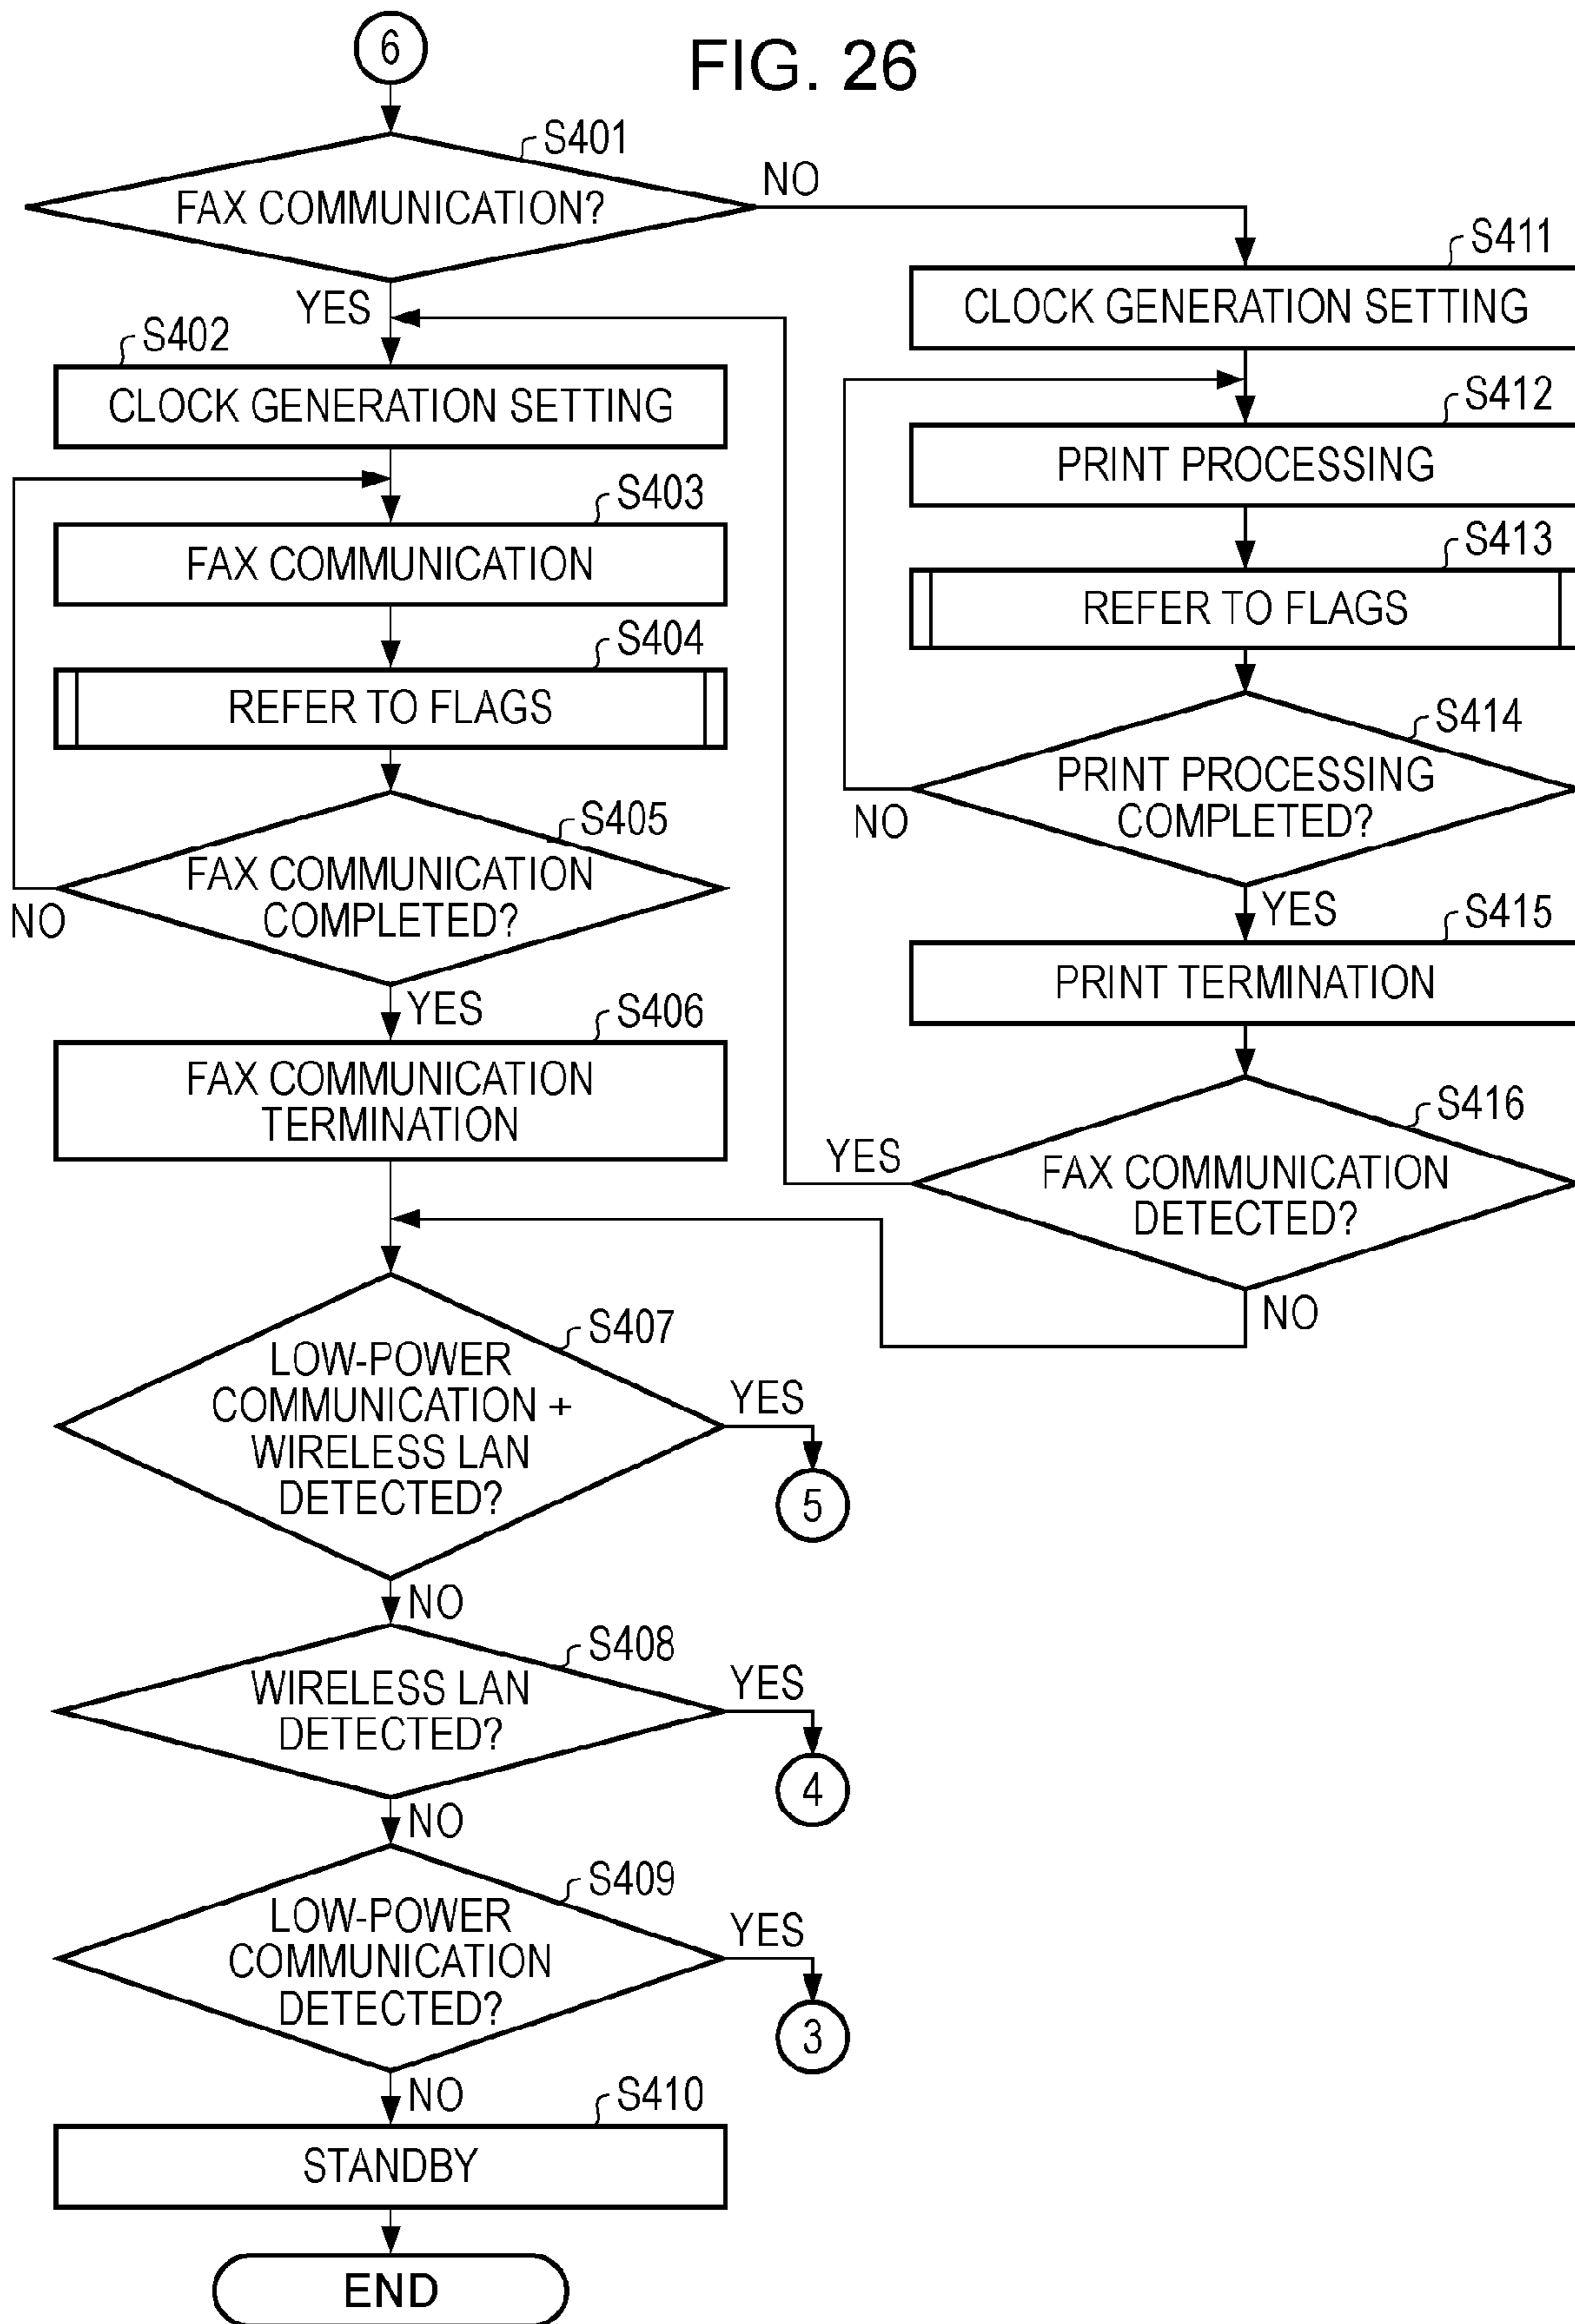 6
FIG. 26
S401
FAX COMMUNICATION?
NO
YES
S402
CLOCK GENERATION SETTING
S403
FAX COMMUNICATION
S404
REFER TO FLAGS
S405
FAX COMMUNICATION
COMPLETED?
NO
YES
S406
FAX COMMUNICATION
TERMINATION
S411
CLOCK GENERATION SETTING
S412
PRINT PROCESSING
S413
REFER TO FLAGS
S414
PRINT PROCESSING
COMPLETED?
NO
YES
S415
PRINT TERMINATION
S416
FAX COMMUNICATION
DETECTED?
YES
NO
S407
LOW-POWER
COMMUNICATION +
WIRELESS LAN
DETECTED?
YES
5
NO
S408
WIRELESS LAN
DETECTED?
YES
4
NO
S409
LOW-POWER
COMMUNICATION
DETECTED?
YES
3
NO
S410
STANDBY
END